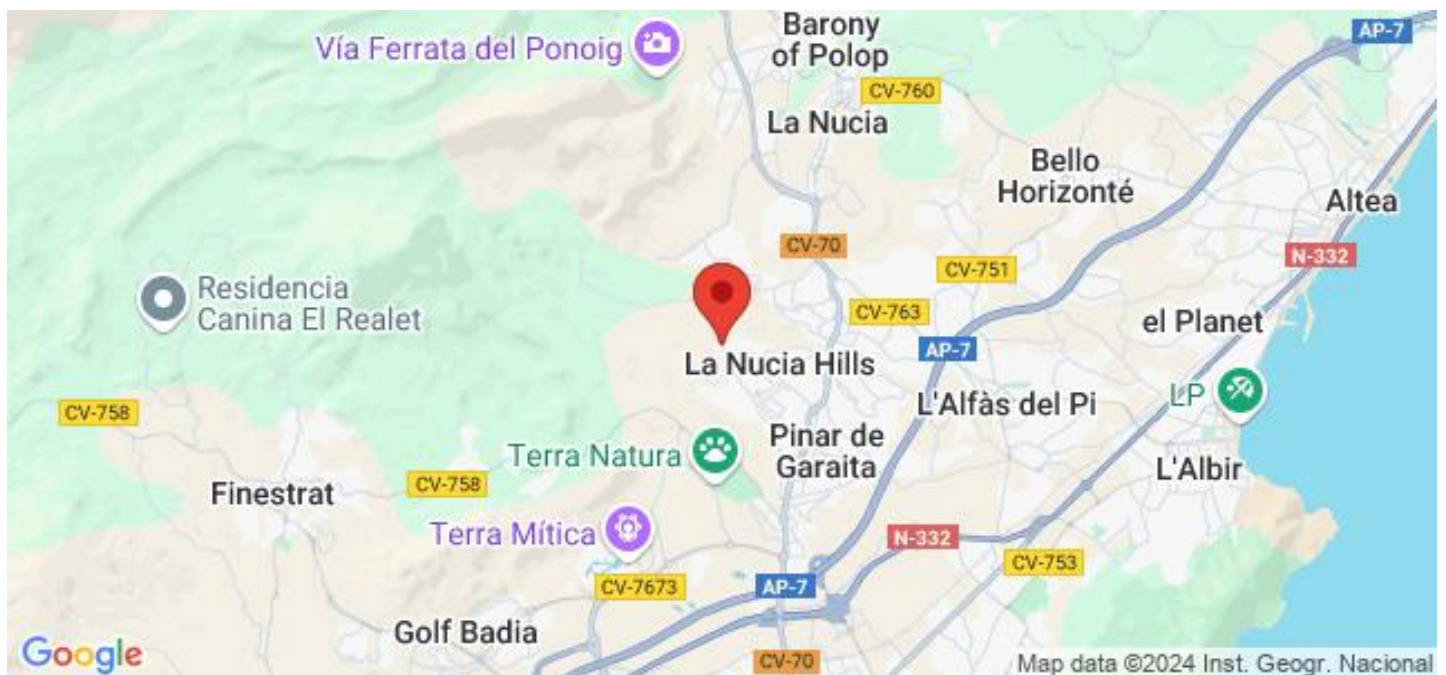 Barony
of Polop
AP-7
Vía Ferrata del Ponoig
CV-760
La Nucia
Bello
Horizonté
Altea
CV-70
N-332
CV-751
Residencia
Canina El Realet
CV-763
el Planet
AP-7
La Nucia Hills
LP
CV-758
L'Alfàs del Pi
Pinar de
Garaita
Terra Natura
L'Albir
CV-758
Finestrat
Terra Mítica
N-332
CV-753
CV-7673
AP-7
Golf Badia
Google
CV-70
Map data ©2024 Inst. Geogr. Nacional